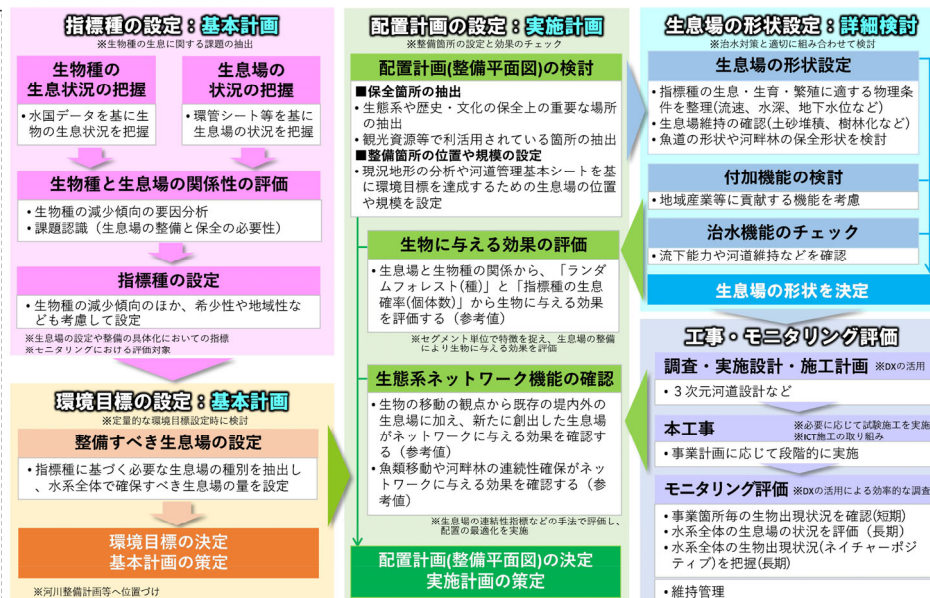 指標種の設定：基本計画
※生物種の生息に関する課題の抽出
生物種の
生息状況の把握
・水国データを基に生
物の生息状況を把握
生息場の
状況の把握
・環管シート等を基に
生息場の状況を把握
生物種と生息場の関係性の評価
・生物種の減少傾向の要因分析
・課題認識（生息場の整備と保全の必要性）
指標種の設定
・生物種の減少傾向のほか、希少性や地域性な
ども考慮して設定
※生息場の設定や整備の具体化においての指標
※モニタリングにおける評価対象
環境目標の設定：基本計画
※定量的な環境目標設定時に検討
整備すべき生息場の設定
・指標種に基づく必要な生息場の種別を抽出し
、水系全体で確保すべき生息場の量を設定
環境目標の決定
基本計画の策定
※河川整備計画等へ位置づけ
配置計画の設定：実施計画
※整備箇所の設定と効果のチェック
配置計画(整備平面図)の検討
■保全箇所の抽出
・生態系や歴史・文化の保全上の重要な場所
の抽出
・観光資源等で利活用されている箇所の抽出
■整備箇所の位置や規模の設定
・現況地形の分析や河道管理基本シートを基
に環境目標を達成するための生息場の位置
や規模を設定
生物に与える効果の評価
・生息場と生物種の関係から、「ランダ
ムフォレスト(種)」と「指標種の生息
確率(個体数)」から生物に与える効果
を評価する（参考値）
※セグメント単位で特徴を捉え、生息場の整備
により生物に与える効果を評価
生態系ネットワーク機能の確認
・生物の移動の観点から既存の堤内外の
生息場に加え、新たに創出した生息場
がネットワークに与える効果を確認す
る（参考値）
・魚類移動や河畔林の連続性確保がネッ
トワークに与える効果を確認する（参
考値）
※生息場の連結性指標などの手法で評価し、
配置の最適化を実施
配置計画(整備平面図)の決定
実施計画の策定
生息場の形状設定：詳細検討
※治水対策と適切に組み合わせて検討
生息場の形状設定
・指標種の生息・生育・繁殖に適する物理条
件を整理(流速、水深、地下水位など)
・生息場維持の確認(土砂堆積、樹林化など)
・魚道の形状や河畔林の保全形状を検討
付加機能の検討
・地域産業等に貢献する機能を考慮
治水機能のチェック
・流下能力や河道維持などを確認
生息場の形状を決定
工事・モニタリング評価
調査・実施設計・施工計画 ※DXの活用
・３次元河道設計など
本工事 ※必要に応じて試験施工を実施
※ICT施工の取り組み
・事業計画に応じて段階的に実施
モニタリング評価 ※DXの活用による効率的な調査
・事業箇所毎の生物出現状況を確認(短期)
・水系全体の生息場の状況を評価（長期）
・水系全体の生物出現状況(ネイチャーポジ
ティブ)を把握(長期)
・維持管理